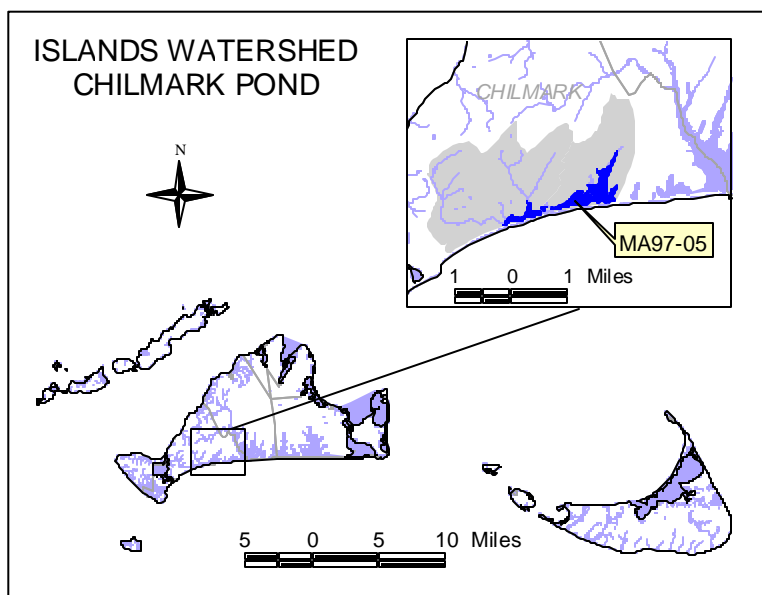 ISLANDS WATERSHED
CHILMARK POND
N
CHILMARK
MA97-05
1 0 1 Miles
5 0 5 10 Miles